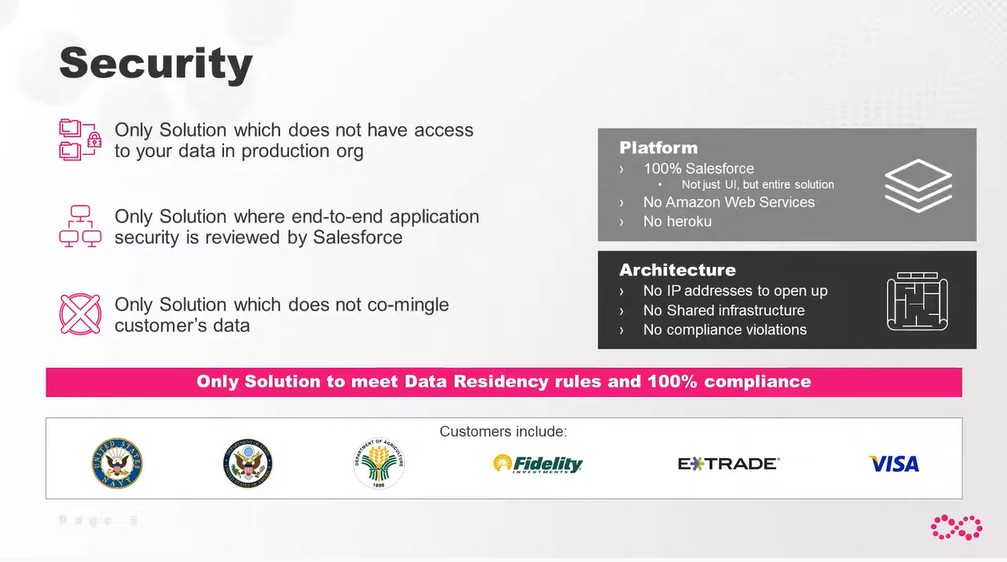 Security
Only Solution which does not have access
to your data in production org
Only Solution where end-to-end application
security is reviewed by Salesforce
Only Solution which does not co-mingle
customer's data
Platform
› 100% Salesforce
• Not just UI, but entire solution
› No Amazon Web Services
› No heroku
Architecture
› No IP addresses to open up
› No Shared infrastructure
› No compliance violations
Only Solution to meet Data Residency rules and 100% compliance
Customers include:
UNITED STATES
NAVY
DEPARTMENT OF AGRICULTURE
1898
Fidelity
INVESTMENTS
E*TRADE
VISA